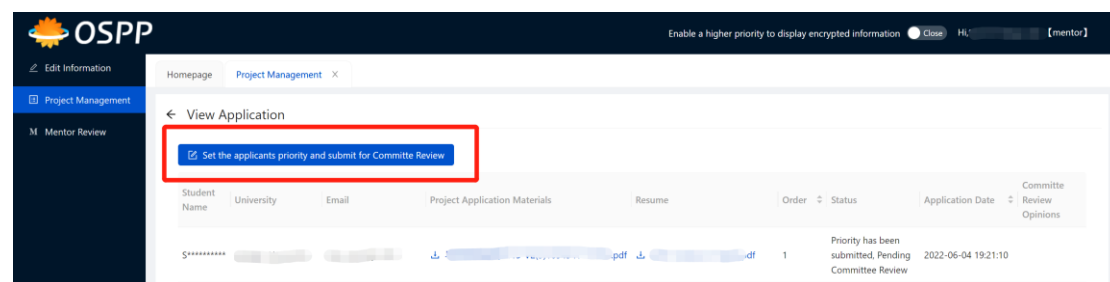 OSPP
Enable a higher priority to display encrypted information Close Hi, 【mentor】
Edit Information
Homepage Project Management ×
Project Management
← View Application
M Mentor Review
Set the applicants priority and submit for Committe Review
Student Name University Email Project Application Materials Resume Order Status Application Date Committe Review Opinions
S********** pdf df 1 Priority has been submitted, Pending Committee Review 2022-06-04 19:21:10